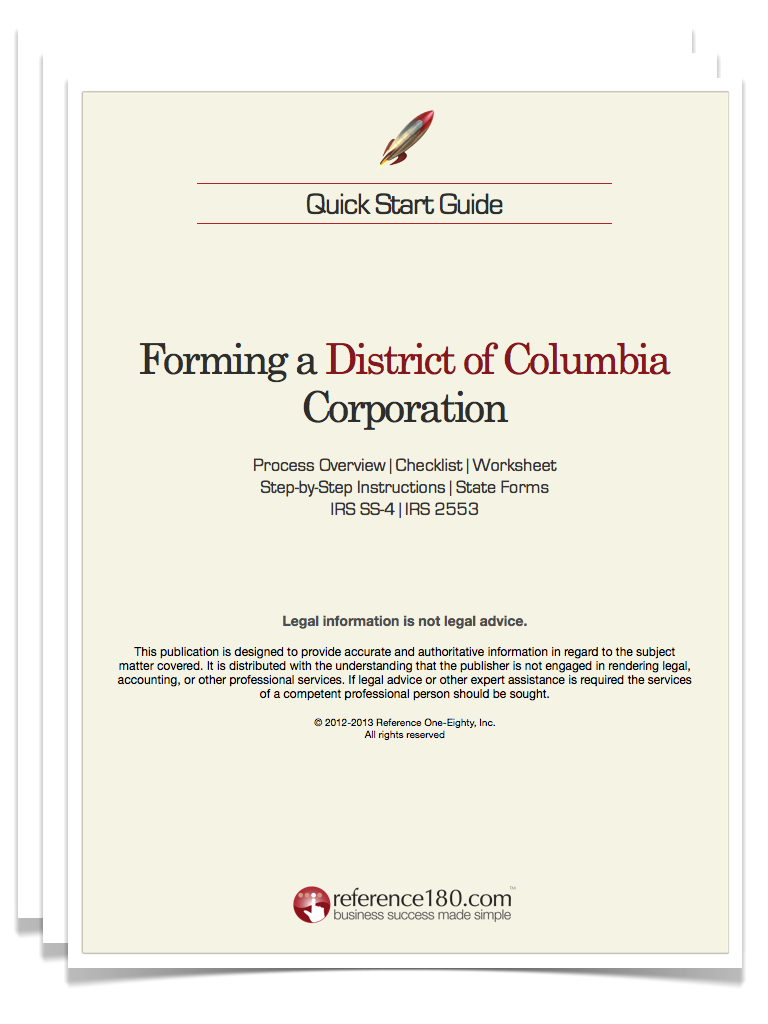 Quick Start Guide
Forming a District of Columbia
Corporation
Process Overview | Checklist | Worksheet
Step-by-Step Instructions | State Forms
IRS SS-4 | IRS 2553
Legal information is not legal advice.
This publication is designed to provide accurate and authoritative information in regard to the subject
matter covered. It is distributed with the understanding that the publisher is not engaged in rendering legal,
accounting, or other professional services. If legal advice or other expert assistance is required the services
of a competent professional person should be sought.
© 2012-2013 Reference One-Eighty, Inc.
All rights reserved
reference180.com™
business success made simple